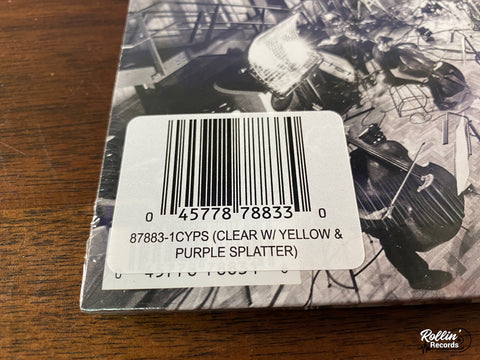 0 45778 78833 0
87883-1CYPS (CLEAR W/ YELLOW &
PURPLE SPLATTER)
Rollin'
Records